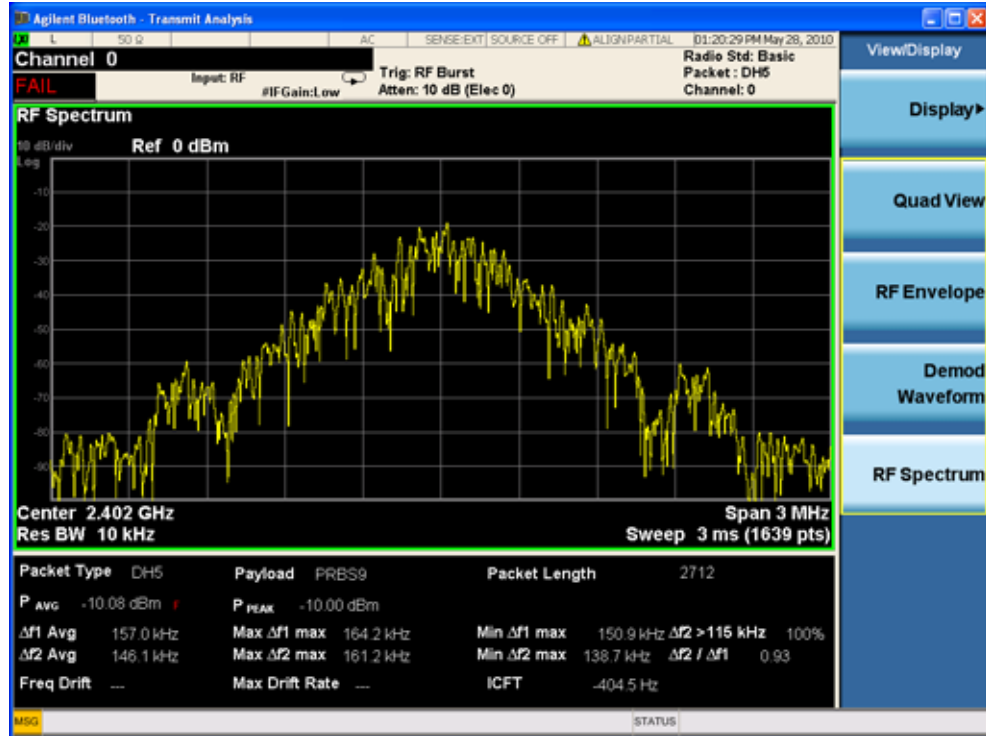 Agilent Bluetooth - Transmit Analysis
L 50 Ω AC SENSE:EXT SOURCE OFF ALIGN PARTIAL 01:20:29 PM May 28, 2010
Channel 0
Radio Std: Basic
FAIL
Input: RF
#IFGain:Low
Trig: RF Burst
Atten: 10 dB (Elec 0)
Packet : DH5
Channel: 0
RF Spectrum
10 dB/div
Ref 0 dBm
Log
-10
-20
-30
-40
-50
-60
-70
-80
-90
Center 2.402 GHz
Span 3 MHz
Res BW 10 kHz
Sweep 3 ms (1639 pts)
Packet Type DH5 Payload PRBS9 Packet Length 2712
P AVG -10.08 dBm F P PEAK -10.00 dBm
Δf1 Avg 157.0 kHz Max Δf1 max 164.2 kHz Min Δf1 max 150.9 kHz Δf2 >115 kHz 100%
Δf2 Avg 146.1 kHz Max Δf2 max 161.2 kHz Min Δf2 max 138.7 kHz Δf2 / Δf1 0.93
Freq Drift --- Max Drift Rate --- ICFT -404.5 Hz
MSG
STATUS
View/Display
Display
Quad View
RF Envelope
Demod
Waveform
RF Spectrum